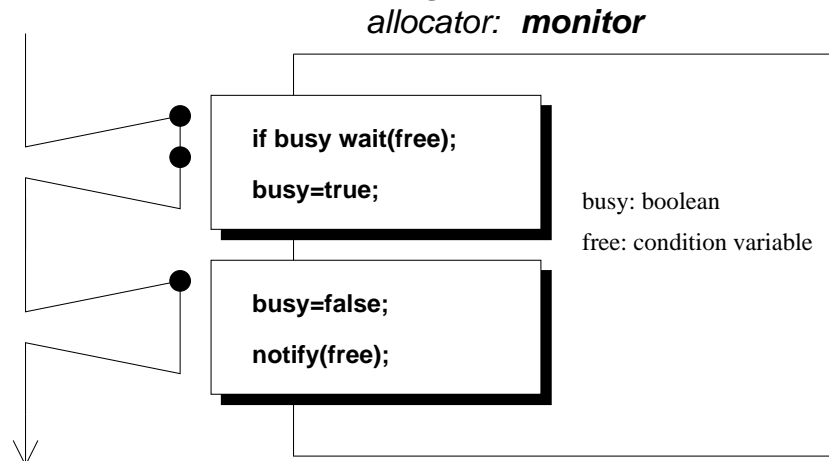 allocator: monitor
if busy wait(free);
busy=true;
busy: boolean
free: condition variable
busy=false;
notify(free);